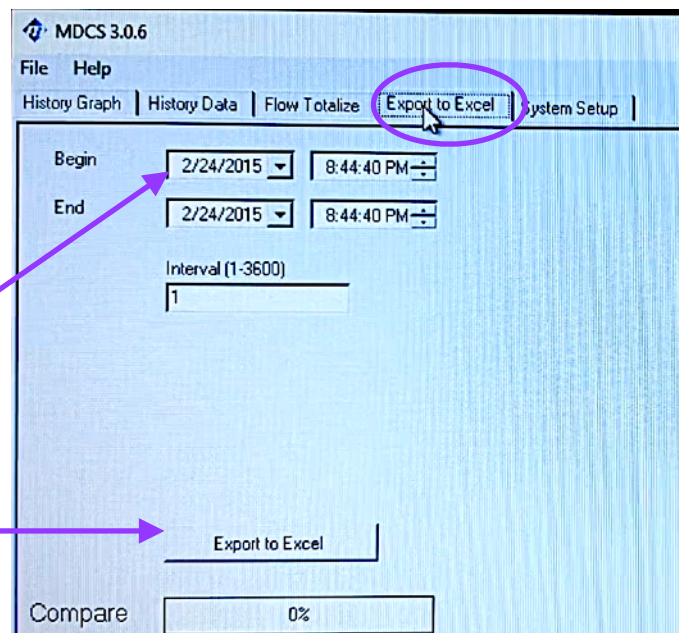 MDCS 3.0.6
File Help
History Graph History Data Flow Totalize Export to Excel System Setup
Begin 2/24/2015 8:44:40 PM
End 2/24/2015 8:44:40 PM
Interval (1-3600)
1
Export to Excel
Compare 0%